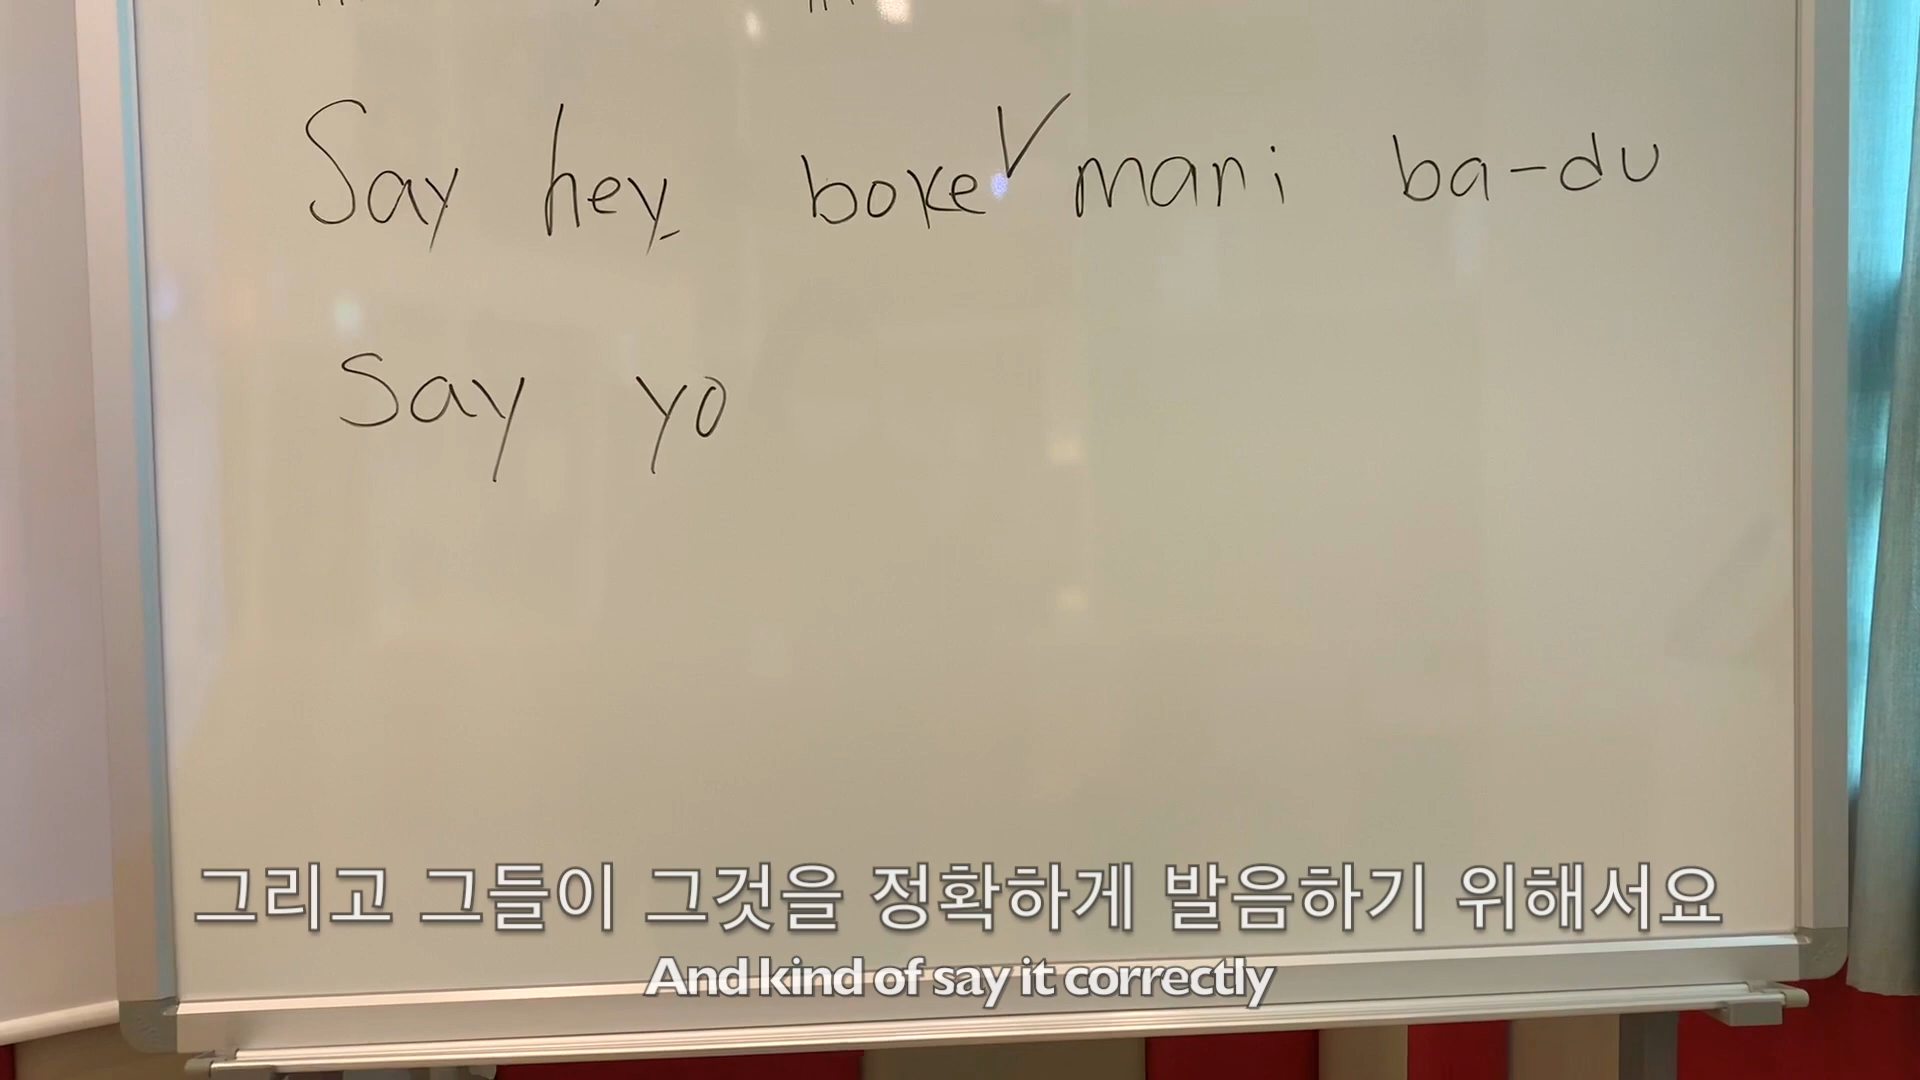 Say hey boke mani ba-du
Say yo
그리고 그들이 그것을 정확하게 발음하기 위해서요
And kind of say it correctly